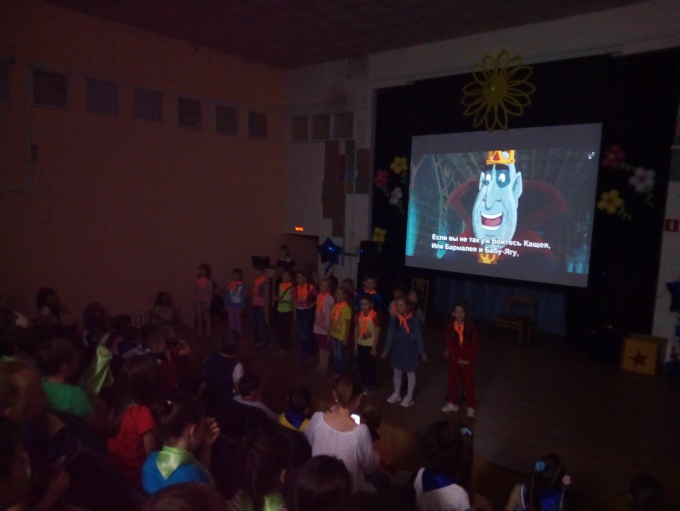 Если вы не так уж боитесь Кащея,
Или Бармалея и Бабу-Ягу,